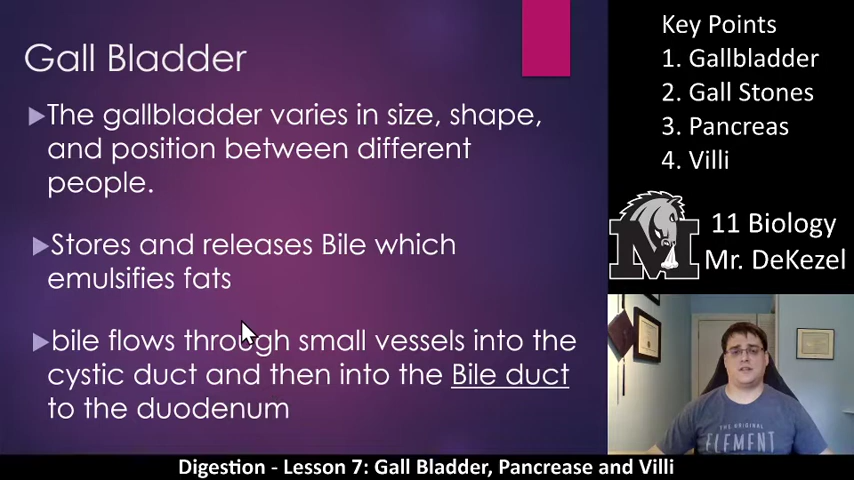 Gall Bladder
The gallbladder varies in size, shape,
and position between different
people.
Stores and releases Bile which
emulsifies fats
bile flows through small vessels into the
cystic duct and then into the Bile duct
to the duodenum
Key Points
1. Gallbladder
2. Gall Stones
3. Pancreas
4. Villi
M
11 Biology
Mr. DeKezel
THE ORIGINAL
ELEMENT
Digestion - Lesson 7: Gall Bladder, Pancrease and Villi